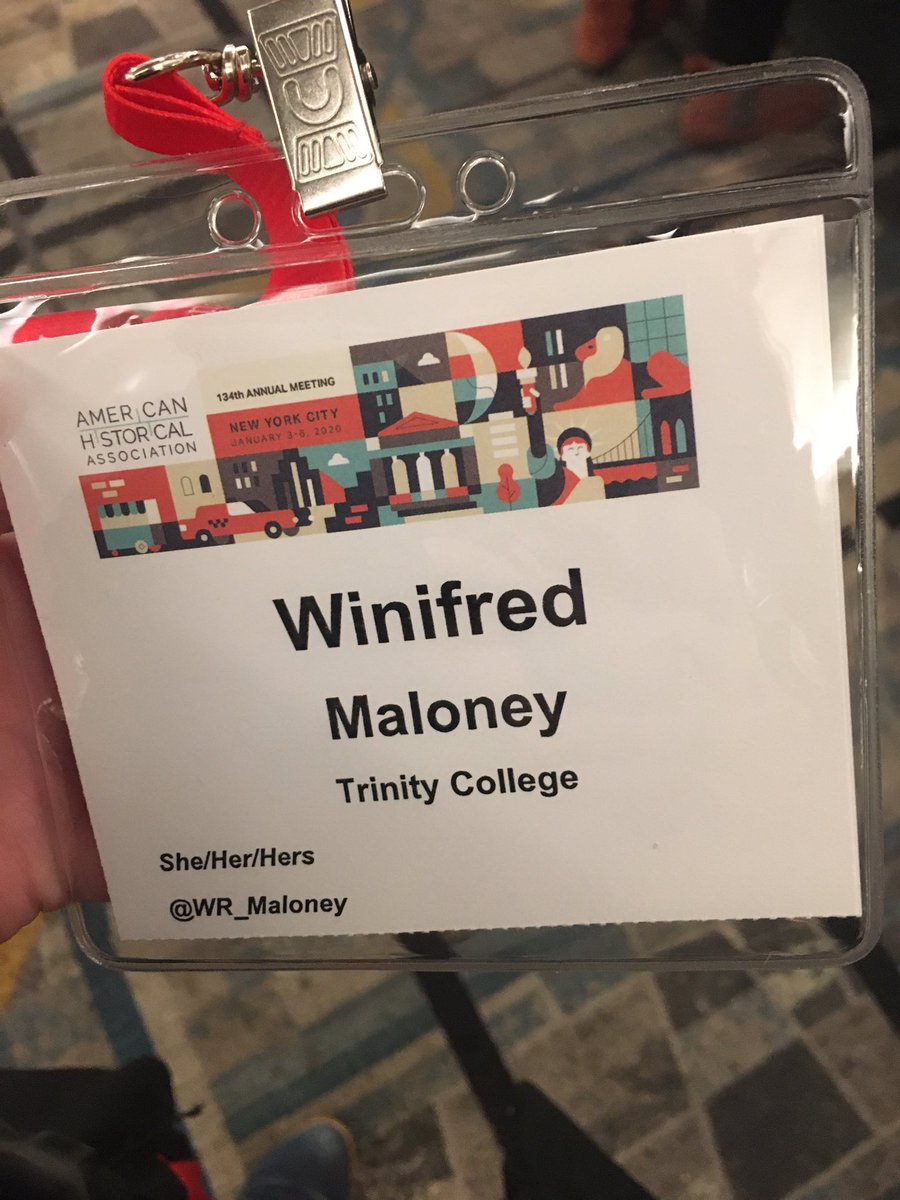 AMERICAN
HISTORICAL
ASSOCIATION
134th ANNUAL MEETING
NEW YORK CITY
JANUARY 3-6, 2020
Winifred
Maloney
Trinity College
She/Her/Hers
@WR_Maloney